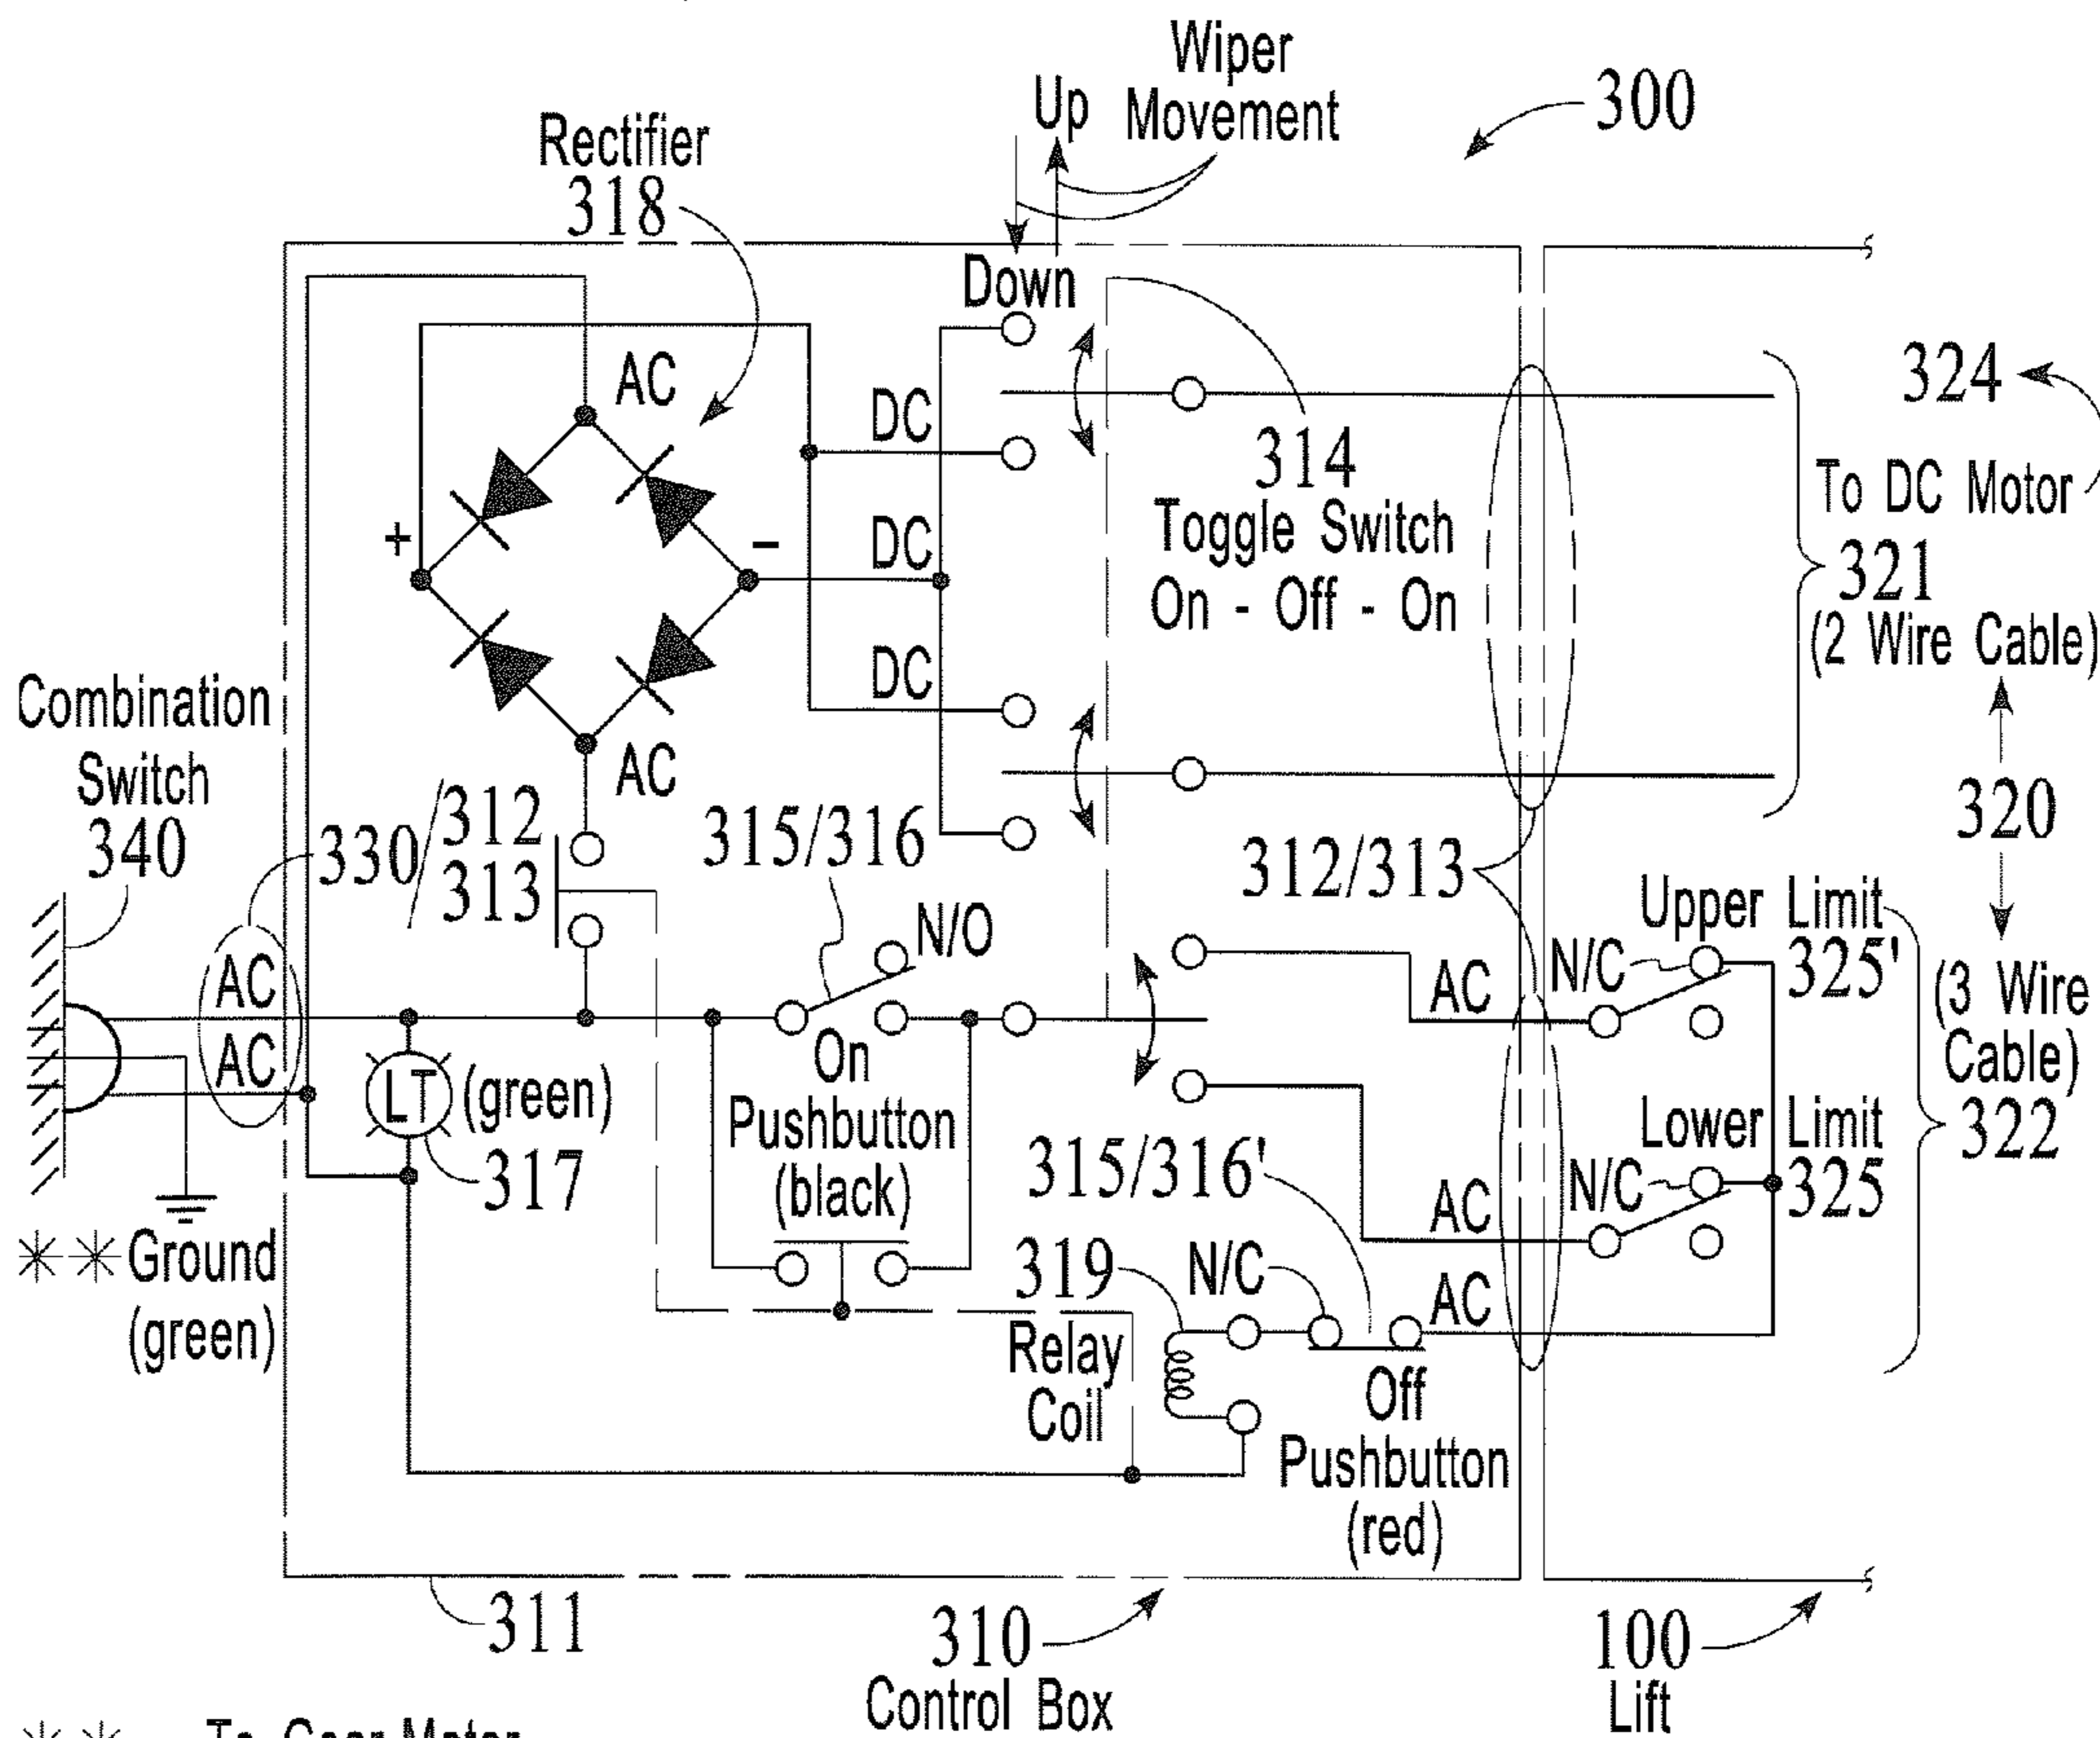 Wiper
Up Movement
300
Rectifier
318
Down
AC
DC
324
314
To DC Motor
Toggle Switch
On - Off - On
+
–
DC
321
(2 Wire Cable)
DC
Combination
Switch
340
AC
320
330
312
313
315/316
312/313
Upper Limit
325'
N/O
N/C
AC
AC
(3 Wire
Cable)
322
AC
LT (green)
317
On
Pushbutton
(black)
Lower Limit
325
315/316'
N/C
AC
** Ground
(green)
319
N/C
AC
Relay
Coil
Off
Pushbutton
(red)
311
310
Control Box
100
Lift
** To Gear Motor